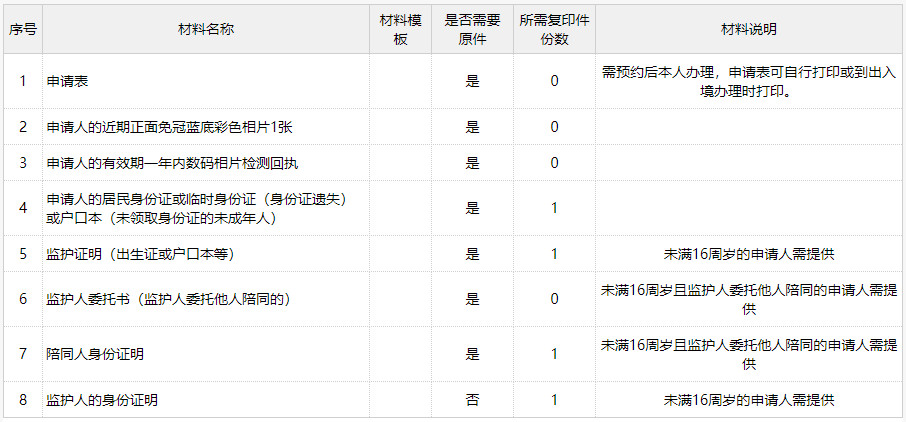 序号 材料名称 材料模板 是否需要原件 所需复印件份数 材料说明
1 申请表 是 0 需预约后本人办理，申请表可自行打印或到出入
境办理时打印。
2 申请人的近期正面免冠蓝底彩色相片1张 是 0
3 申请人的有效期一年内数码相片检测回执 是 0
4 申请人的居民身份证或临时身份证（身份证遗失）
或户口本（未领取身份证的未成年人） 是 1
5 监护证明（出生证或户口本等） 是 1 未满16周岁的申请人需提供
6 监护人委托书（监护人委托他人陪同的） 是 0 未满16周岁且监护人委托他人陪同的申请人需提
供
7 陪同人身份证明 是 1 未满16周岁且监护人委托他人陪同的申请人需提
供
8 监护人的身份证明 否 1 未满16周岁的申请人需提供